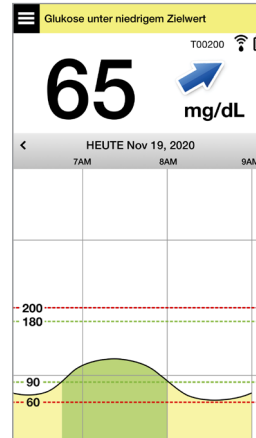 Glukose unter niedrigem Zielwert
T00200
65
mg/dL
HEUTE Nov 19, 2020
7AM 8AM 9AM
200
180
90
60